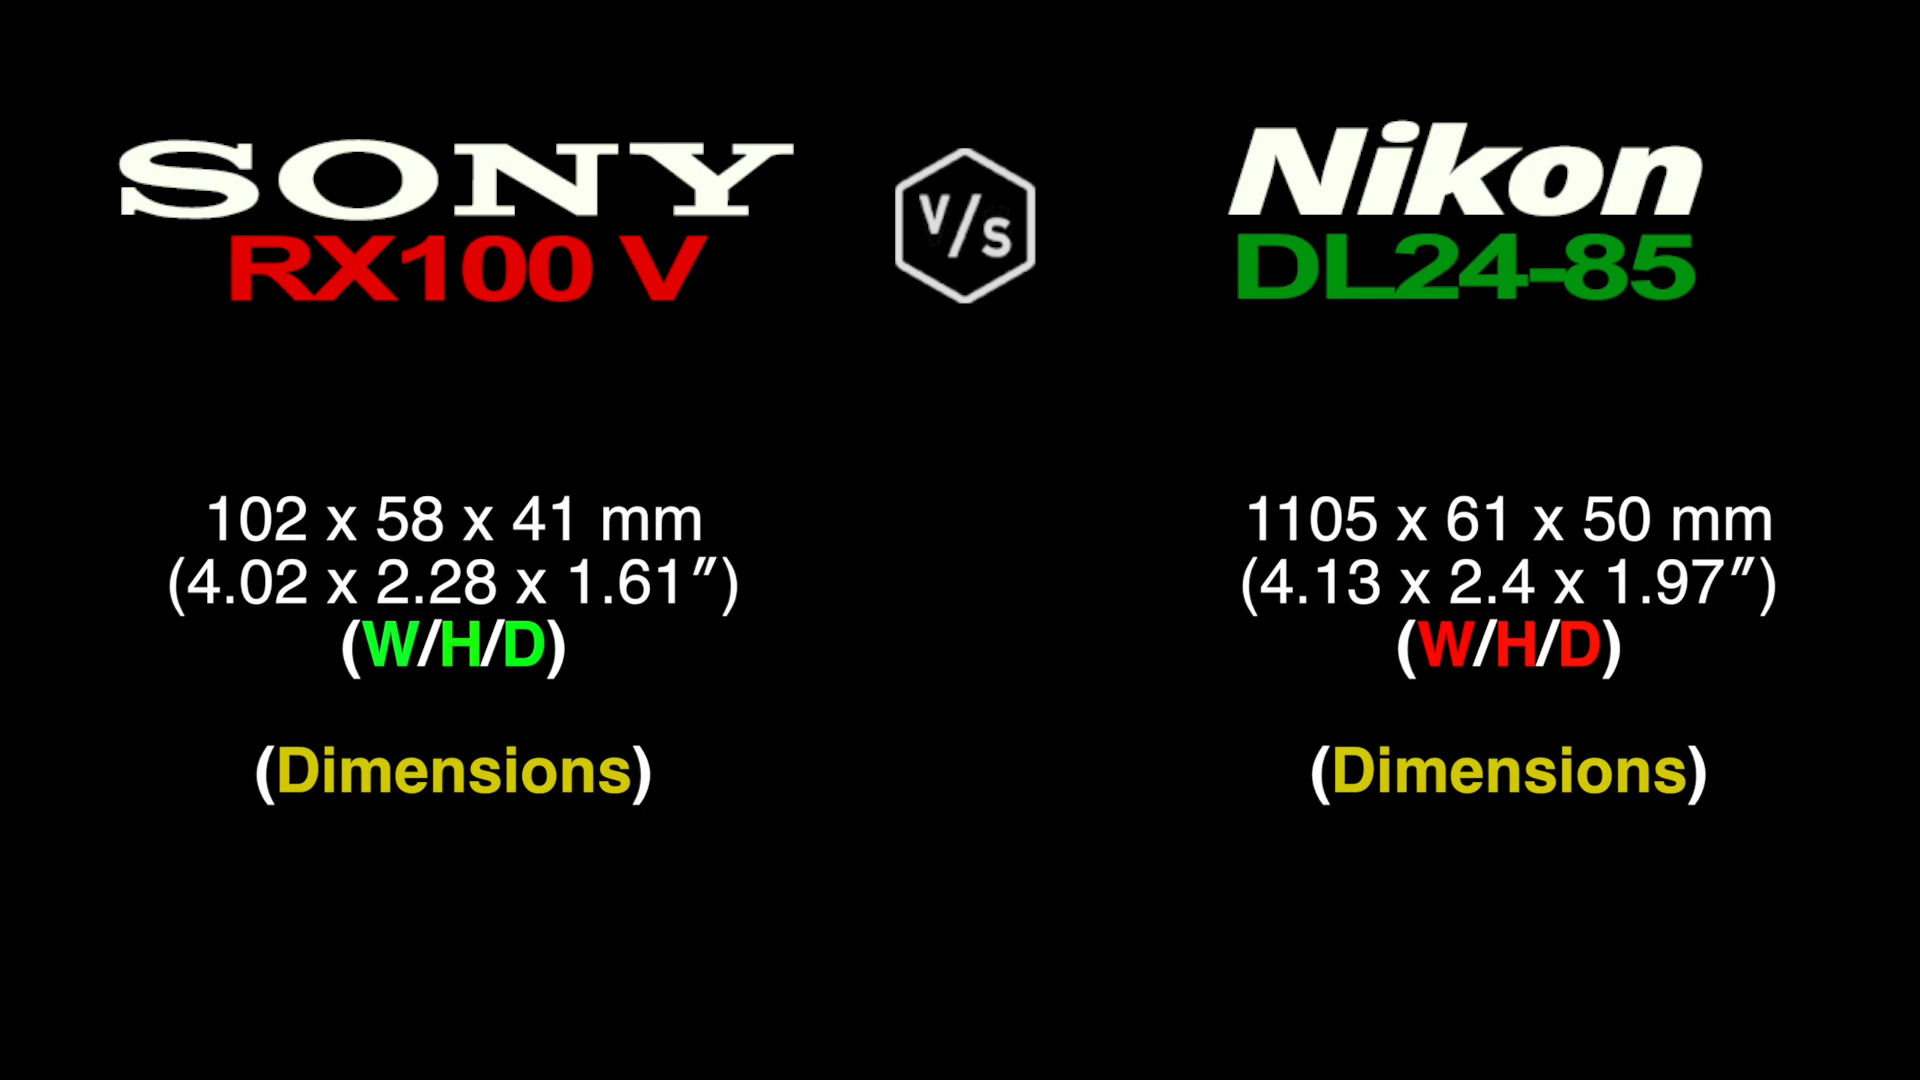 SONY
RX100 V
V/S
Nikon
DL24-85
102 x 58 x 41 mm
(4.02 x 2.28 x 1.61″)
(W/H/D)
(Dimensions)
1105 x 61 x 50 mm
(4.13 x 2.4 x 1.97″)
(W/H/D)
(Dimensions)